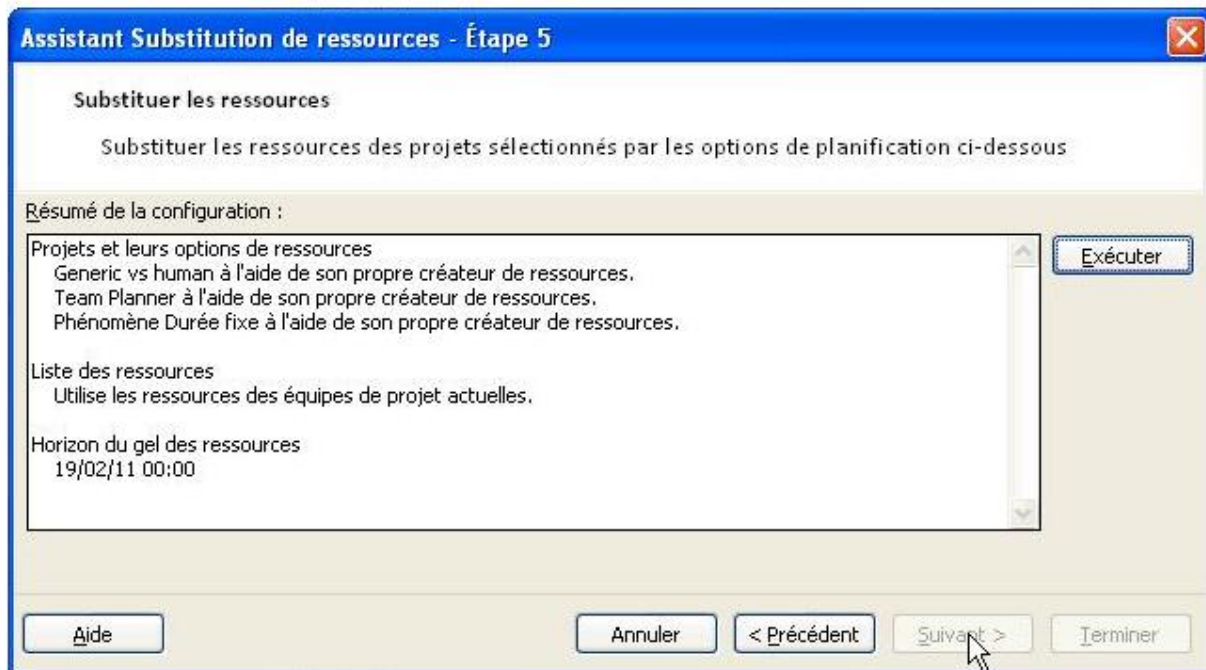 Assistant Substitution de ressources - Étape 5
Substituer les ressources
Substituer les ressources des projets sélectionnés par les options de planification ci-dessous
Résumé de la configuration :
Projets et leurs options de ressources
Generic vs human à l'aide de son propre créateur de ressources.
Team Planner à l'aide de son propre créateur de ressources.
Phénomène Durée fixe à l'aide de son propre créateur de ressources.
Liste des ressources
Utilise les ressources des équipes de projet actuelles.
Horizon du gel des ressources
19/02/11 00:00
Exécuter
Aide
Annuler
< Précédent
Suivant >
Terminer